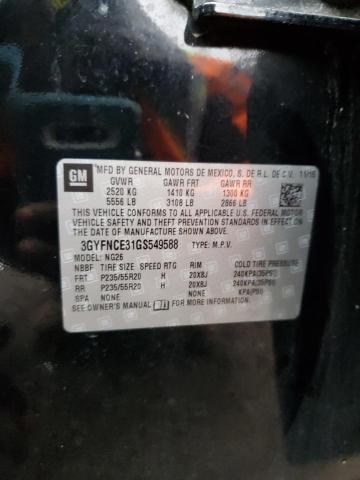 GM MFD BY GENERAL MOTORS DE MEXICO, S. DE R.L. DE C.V. 11/15
GVWR GAWR FRT GAWR RR
2520 KG 1410 KG 1300 KG
5556 LB 3108 LB 2866 LB
THIS VEHICLE CONFORMS TO ALL APPLICABLE U.S. FEDERAL MOTOR
VEHICLE SAFETY, BUMPER, AND THEFT PREVENTION STANDARDS IN
EFFECT ON THE DATE OF MANUFACTURE SHOWN ABOVE.
3GYFNCE31GS549588 TYPE: M.P.V.
MODEL: NG26
NBBF TIRE SIZE SPEED RTG RIM COLD TIRE PRESSURE
FRT P235/55R20 H 20X8J 240KPA(35PSI)
RR P235/55R20 H 20X8J 240KPA(35PSI)
SPA NONE NONE KPA(PSI)
SEE OWNER'S MANUAL FOR MORE INFORMATION.